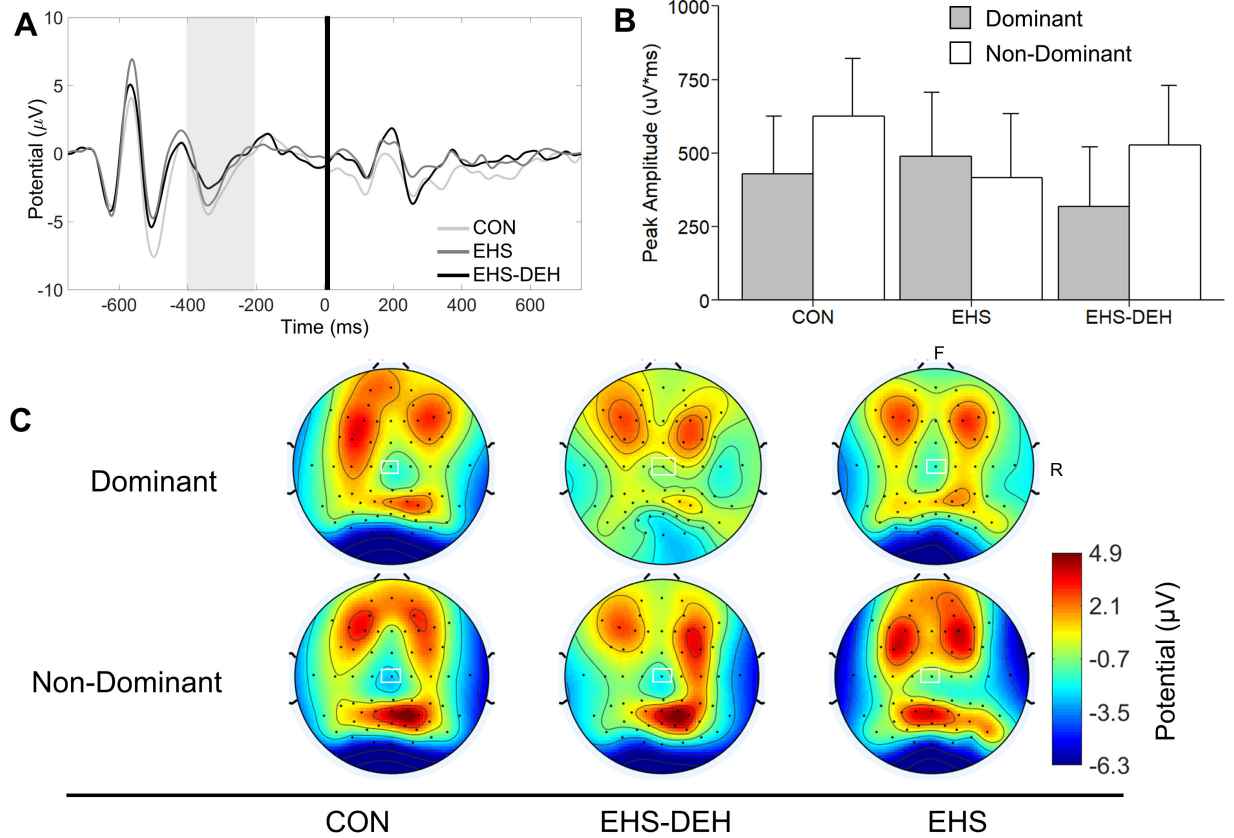 A
10
5
0
-5
-10
Potential (μV)
-600 -400 -200 0 200 400 600
Time (ms)
CON
EHS
EHS-DEH
B
1000
750
500
250
0
Peak Amplitude (uV*ms)
Dominant
Non-Dominant
CON EHS EHS-DEH
C
F
R
Dominant
Non-Dominant
4.9
2.1
-0.7
-3.5
-6.3
Potential (μV)
CON EHS-DEH EHS